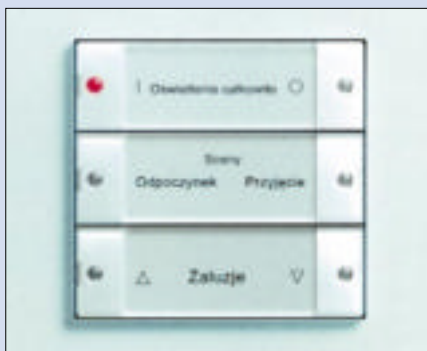 | Oświetlenie całkowite ○
Sceny
Odpoczynek Przyjęcie
△ Żaluzje ▽